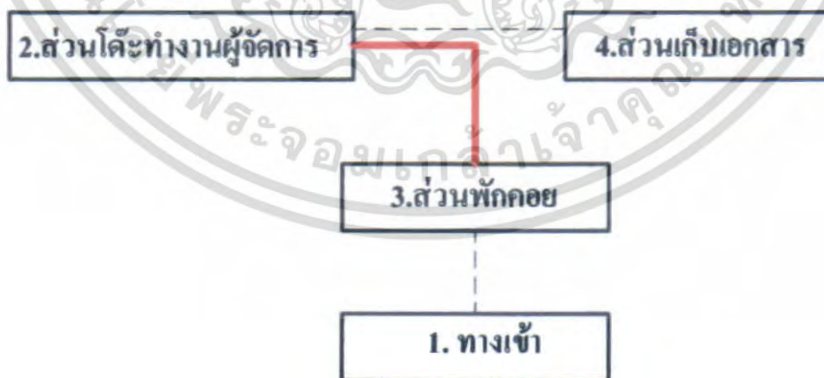 2.ส่วนโต๊ะทำงานผู้จัดการ
4.ส่วนเก็บเอกสาร
3.ส่วนพักคอย
1. ทางเข้า